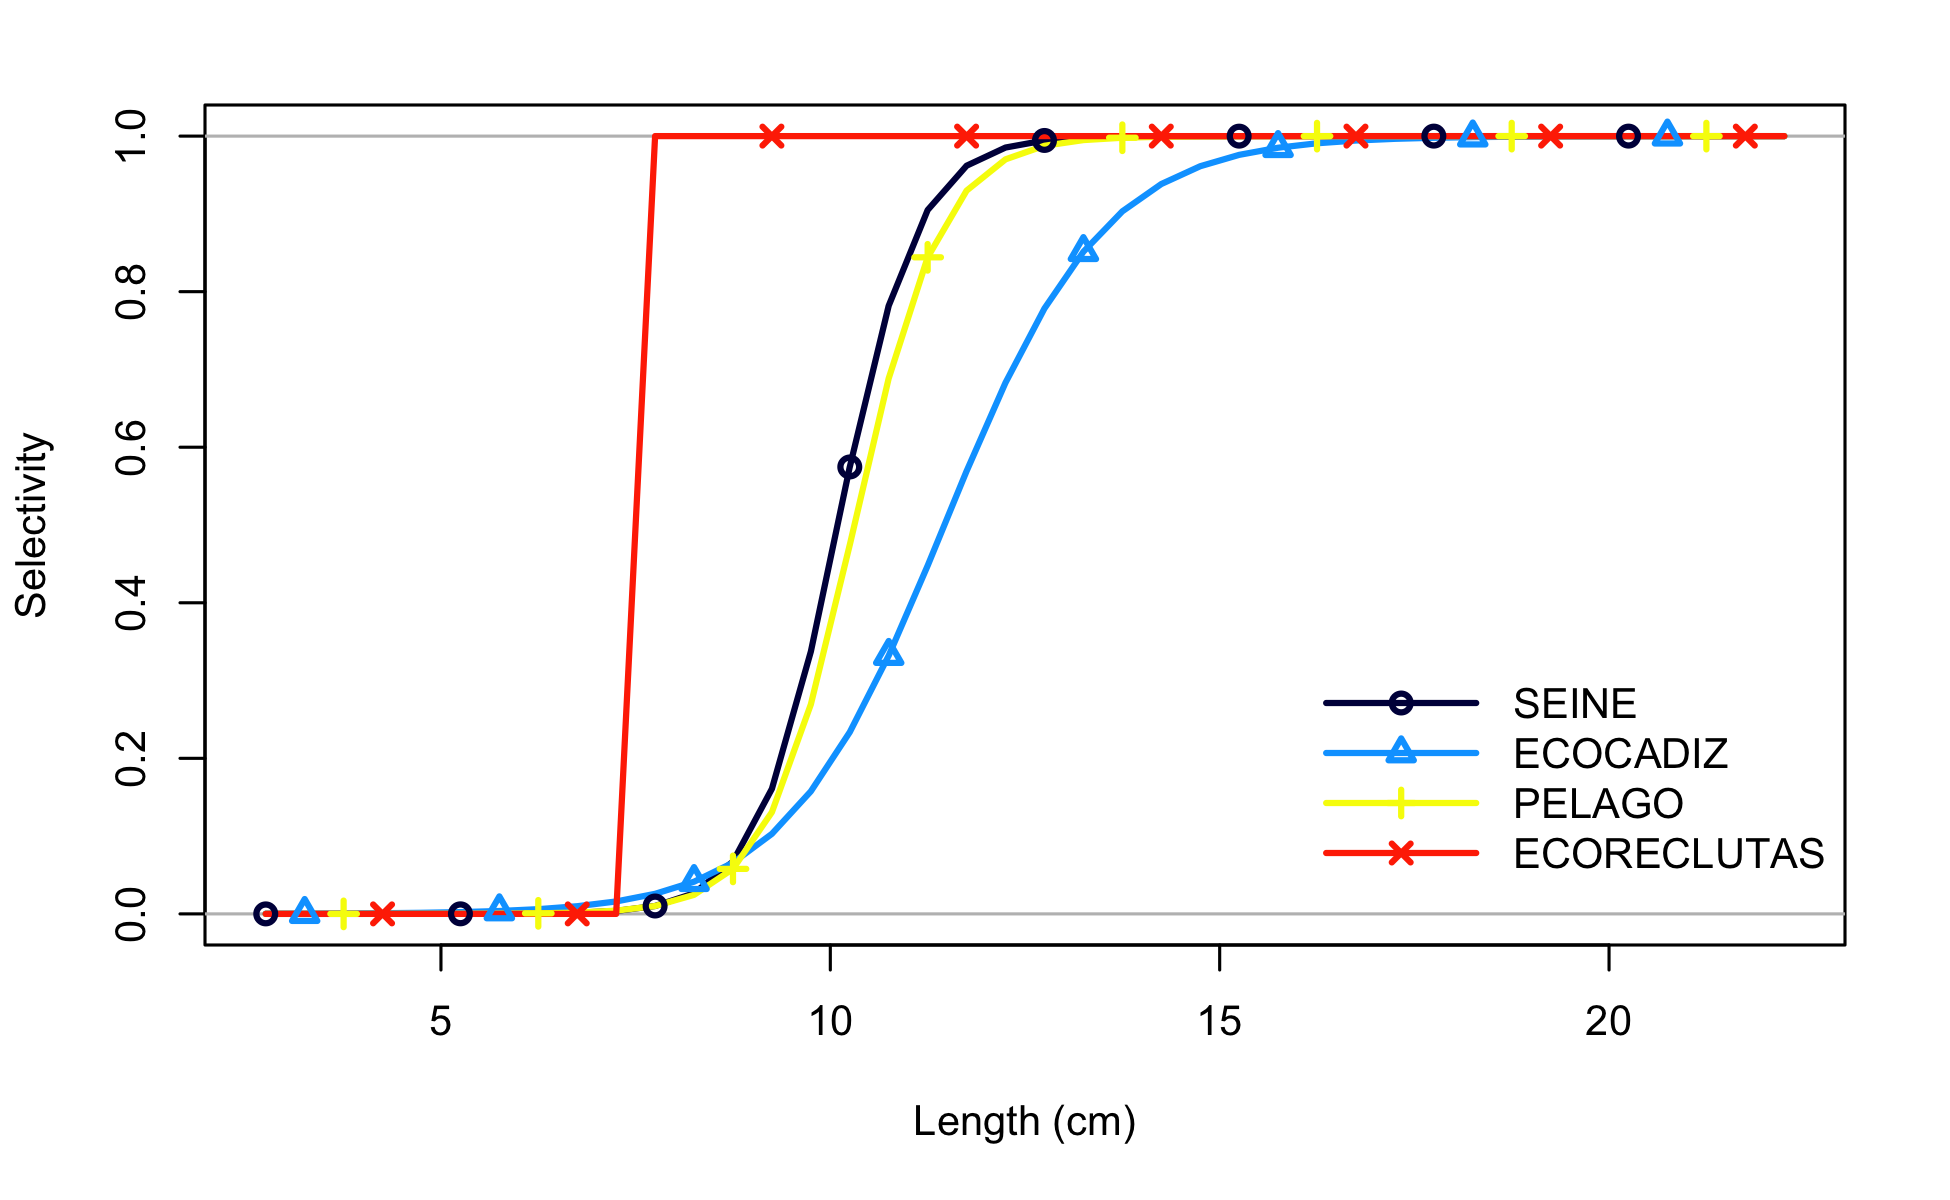 Selectivity
1.0
0.8
0.6
0.4
0.2
0.0
SEINE
ECOCADIZ
PELAGO
ECORECLUTAS
5 10 15 20
Length (cm)